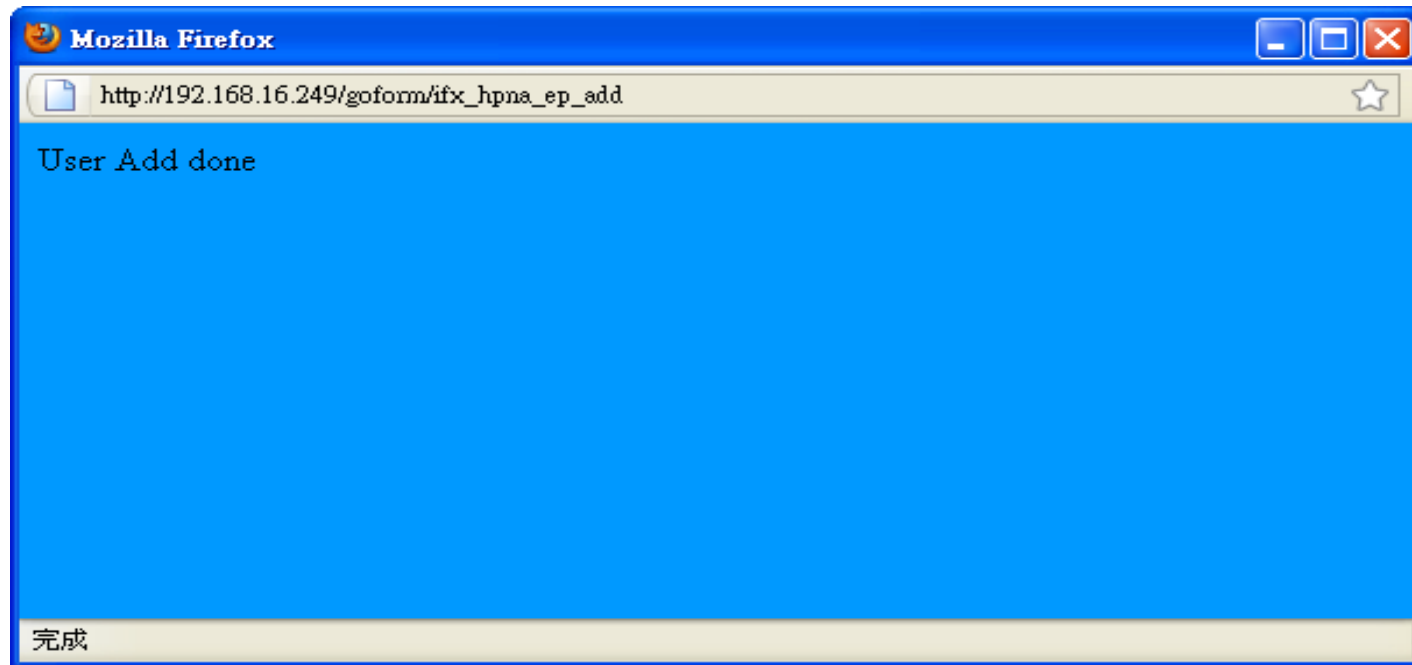 Mozilla Firefox
http://192.168.16.249/goform/ifx_hpna_ep_add
User Add done
完成